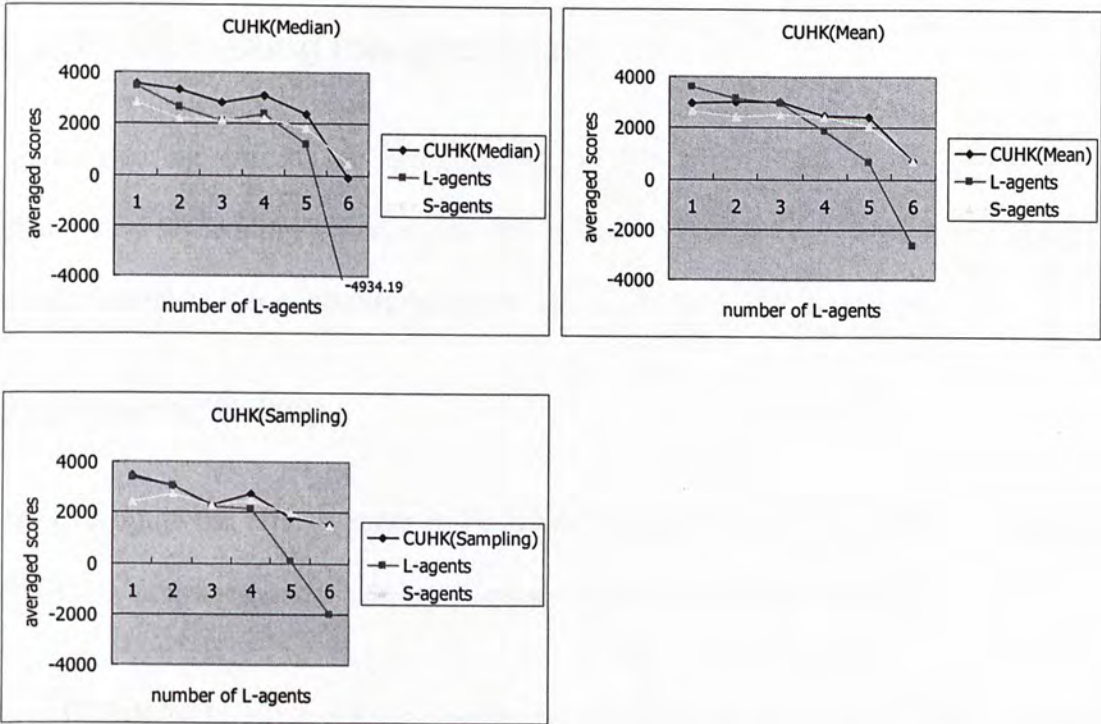 CUHK(Median)
averaged scores
4000
2000
0
-2000
-4000
1 2 3 4 5 6
-4934.19
number of L-agents
CUHK(Median)
L-agents
S-agents
CUHK(Mean)
averaged scores
4000
2000
0
-2000
-4000
1 2 3 4 5 6
number of L-agents
CUHK(Mean)
L-agents
S-agents
CUHK(Sampling)
averaged scores
4000
2000
0
-2000
-4000
1 2 3 4 5 6
number of L-agents
CUHK(Sampling)
L-agents
S-agents